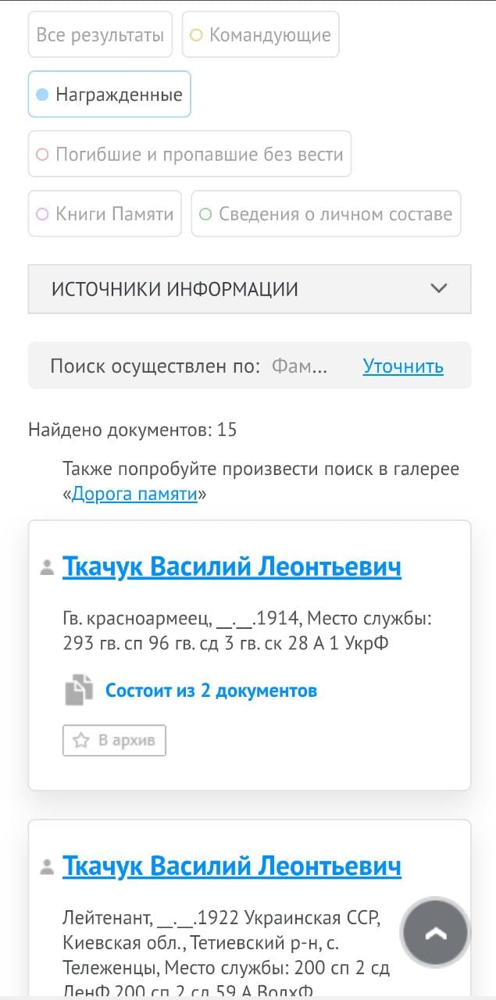 Все результаты
Командующие
Награжденные
Погибшие и пропавшие без вести
Книги Памяти
Сведения о личном составе
ИСТОЧНИКИ ИНФОРМАЦИИ
Поиск осуществлен по: Фам... Уточнить
Найдено документов: 15
Также попробуйте произвести поиск в галерее
«Дорога памяти»
Ткачук Василий Леонтьевич
Гв. красноармеец, __.__.1914, Место службы:
293 гв. сп 96 гв. сд 3 гв. ск 28 А 1 УкрФ
Состоит из 2 документов
В архив
Ткачук Василий Леонтьевич
Лейтенант, __.__.1922 Украинская ССР,
Киевская обл., Тетиевский р-н, с.
Тележенцы, Место службы: 200 сп 2 сд
ЛенФ 200 сп 2 сд 59 А ВолхФ